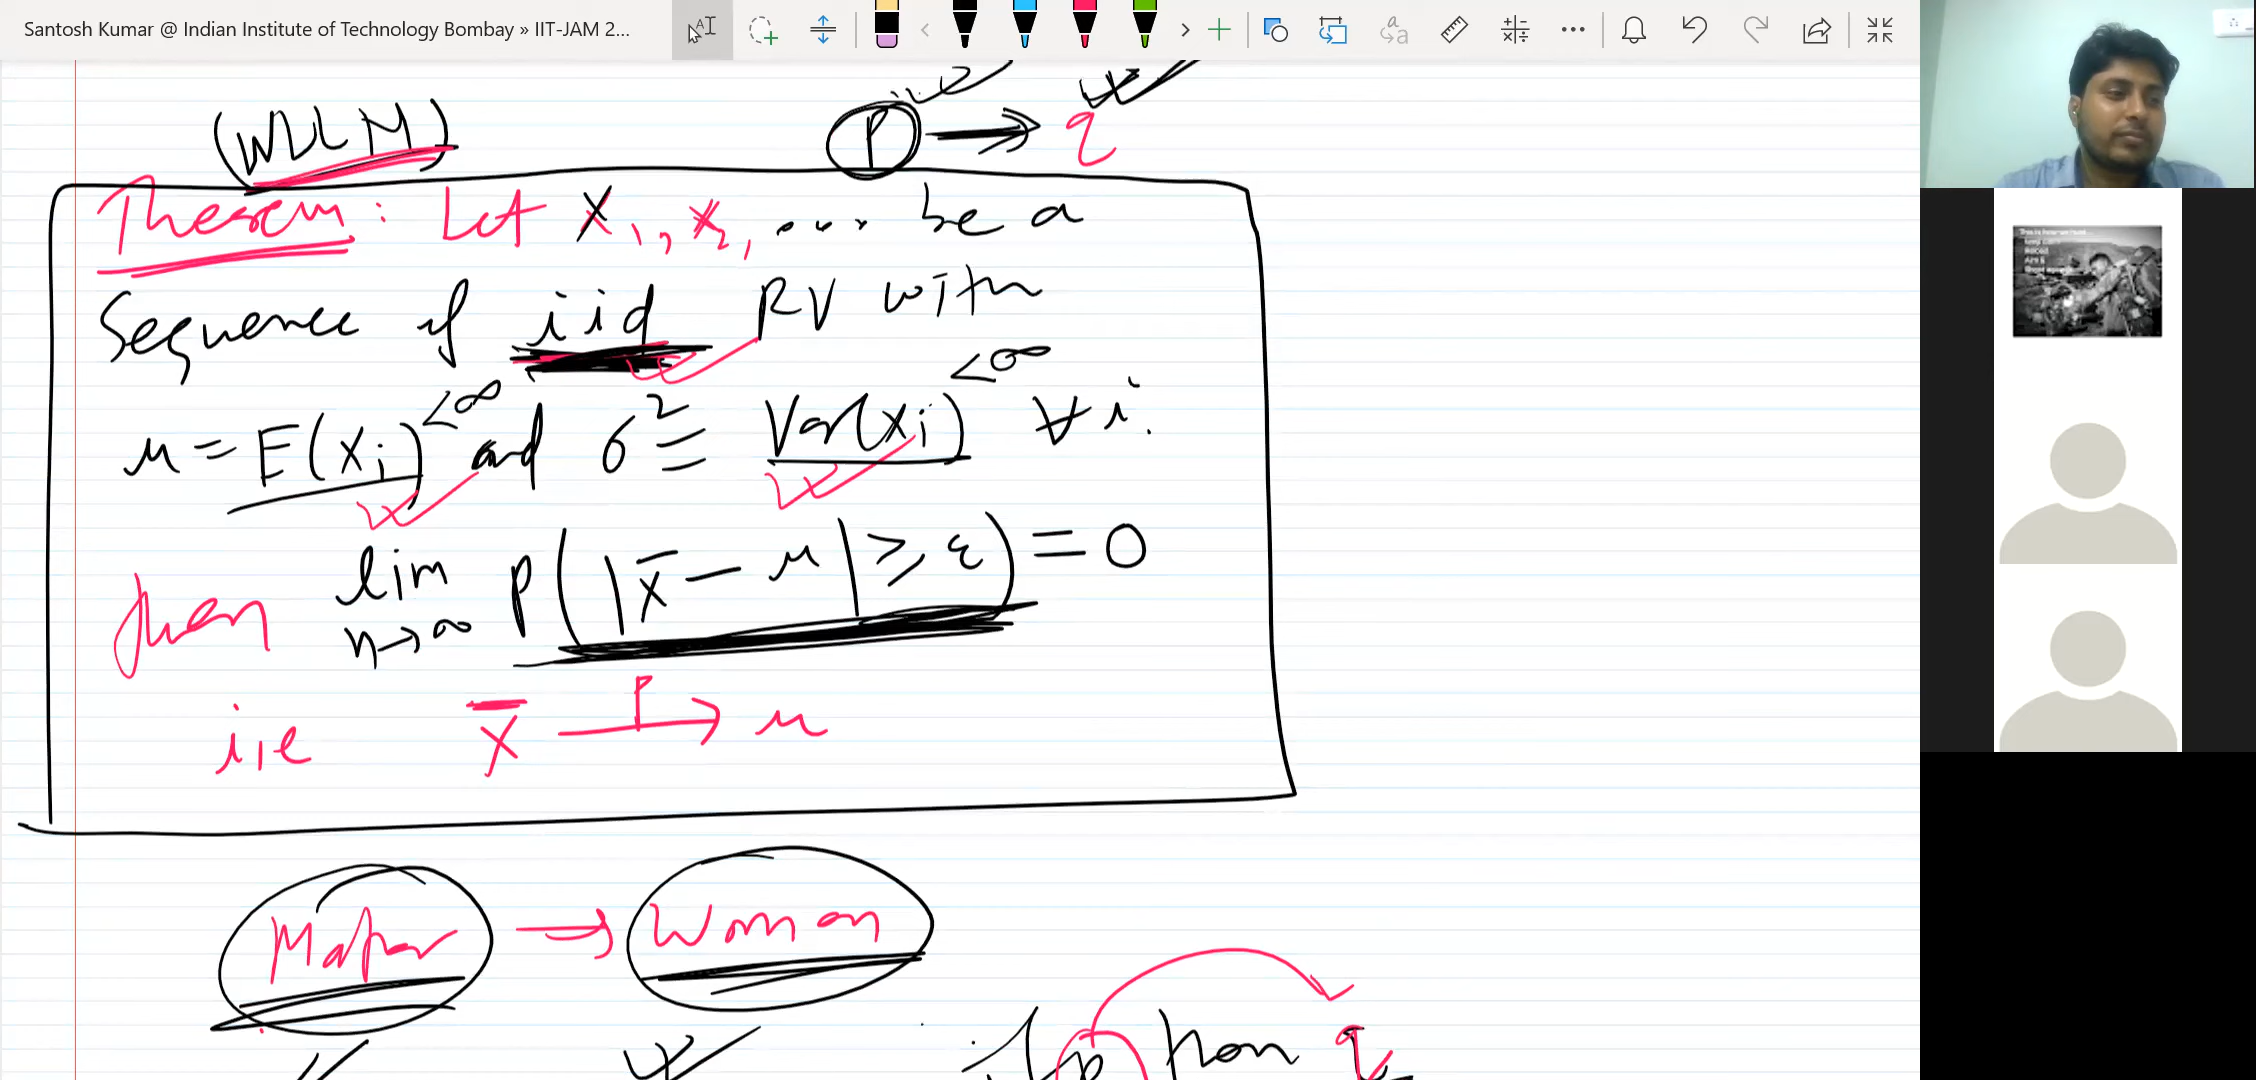 Santosh Kumar @ Indian Institute of Technology Bombay » IIT-JAM 2...
(WLLN)
P ⟹ q
Theorem: Let X₁, X₂, ... be a
Sequence of iid RV with
μ = E(Xi) <∞ and σ² = Var(Xi) <∞ ∀ i.
then lim n→∞ P(|X̄ − μ| ≥ ε) = 0
i.e X̄ —P→ μ
→ Woman
if p then q